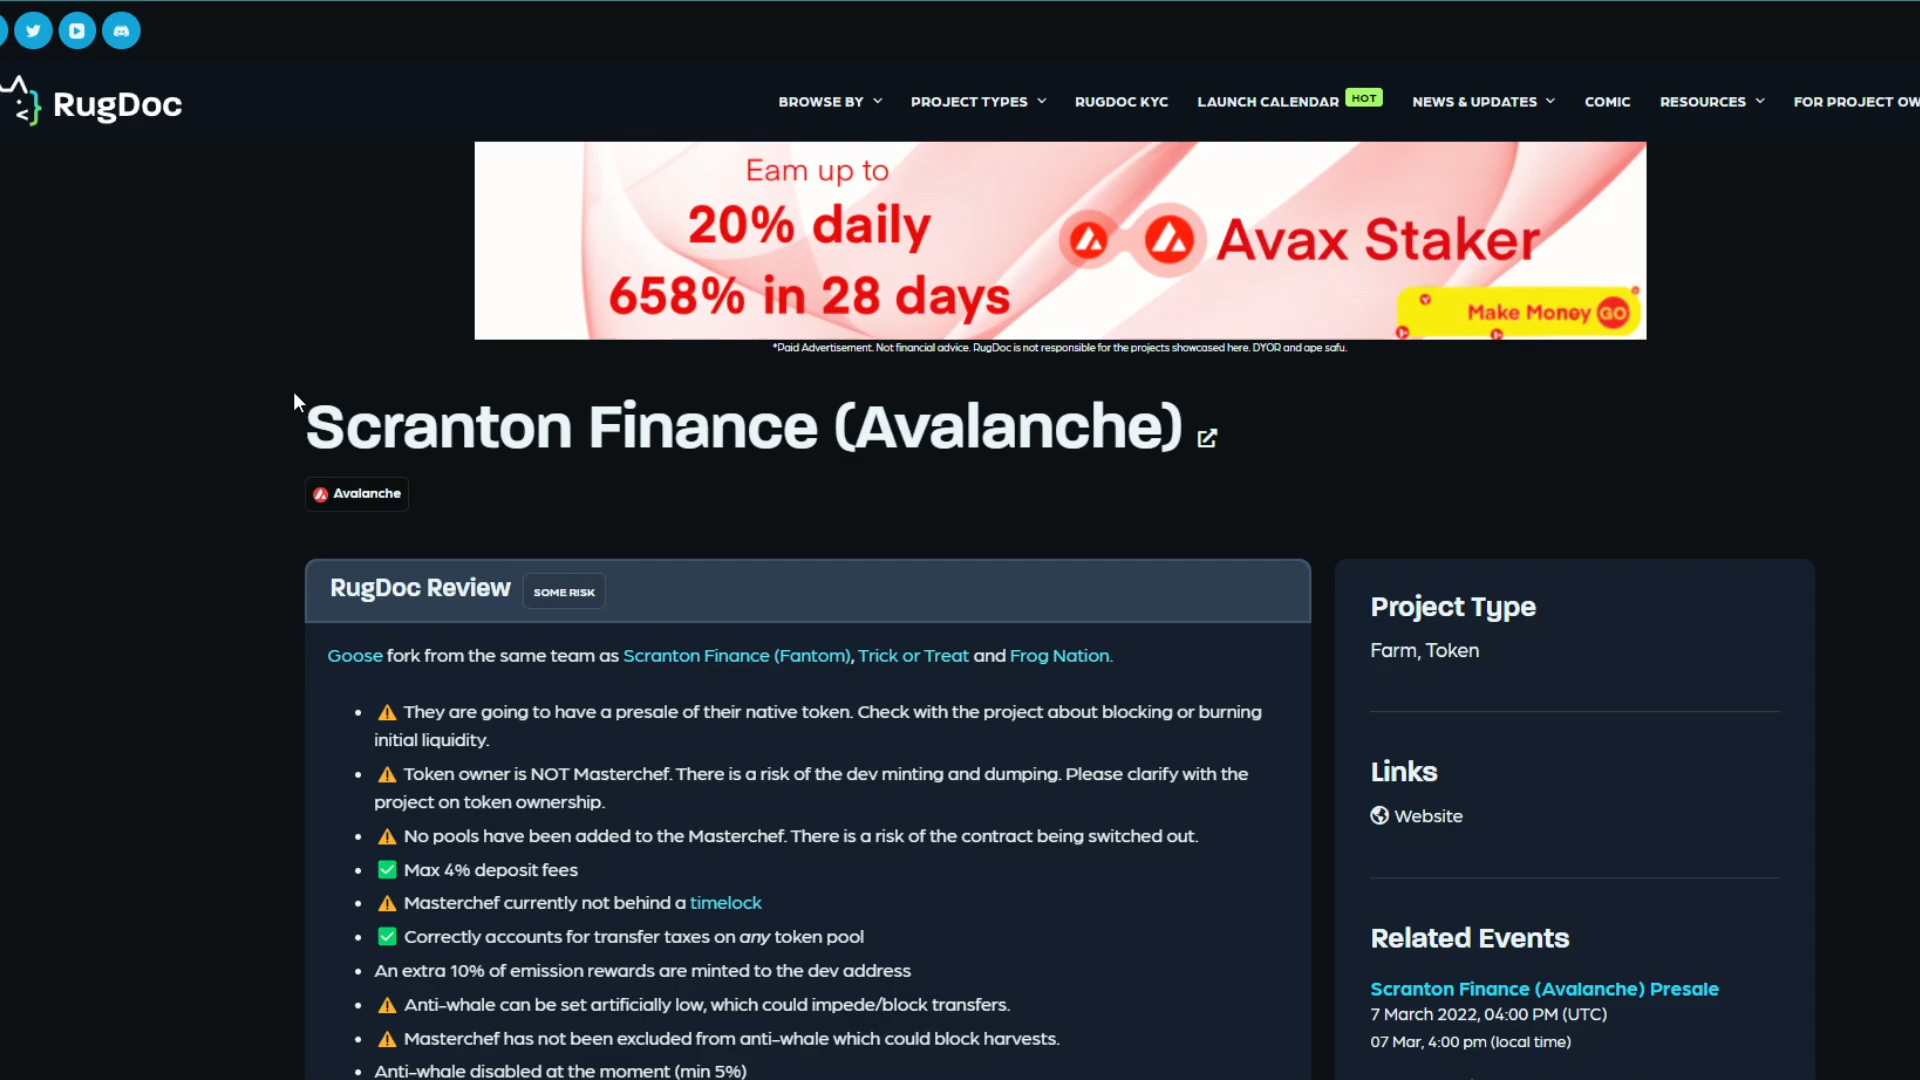 RugDoc
BROWSE BY
PROJECT TYPES
RUGDOC KYC
LAUNCH CALENDAR HOT
NEWS & UPDATES
COMIC
RESOURCES
FOR PROJECT OW
Earn up to
20% daily
658% in 28 days
Avax Staker
Make Money GO
*Paid Advertisement. Not financial advice. RugDoc is not responsible for the projects showcased here. DYOR and ape safu.
Scranton Finance (Avalanche)
Avalanche
RugDoc Review SOME RISK
Goose fork from the same team as Scranton Finance (Fantom), Trick or Treat and Frog Nation.
• ⚠ They are going to have a presale of their native token. Check with the project about blocking or burning
initial liquidity.
• ⚠ Token owner is NOT Masterchef. There is a risk of the dev minting and dumping. Please clarify with the
project on token ownership.
• ⚠ No pools have been added to the Masterchef. There is a risk of the contract being switched out.
• ✅ Max 4% deposit fees
• ⚠ Masterchef currently not behind a timelock
• ✅ Correctly accounts for transfer taxes on any token pool
• An extra 10% of emission rewards are minted to the dev address
• ⚠ Anti-whale can be set artificially low, which could impede/block transfers.
• ⚠ Masterchef has not been excluded from anti-whale which could block harvests.
• Anti-whale disabled at the moment (min 5%)
Project Type
Farm, Token
Links
Website
Related Events
Scranton Finance (Avalanche) Presale
7 March 2022, 04:00 PM (UTC)
07 Mar, 4:00 pm (local time)